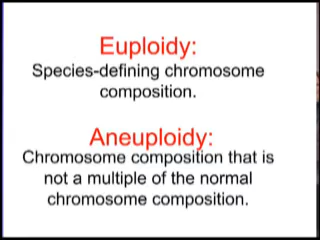 Euploidy:
Species-defining chromosome
composition.
Aneuploidy:
Chromosome composition that is
not a multiple of the normal
chromosome composition.